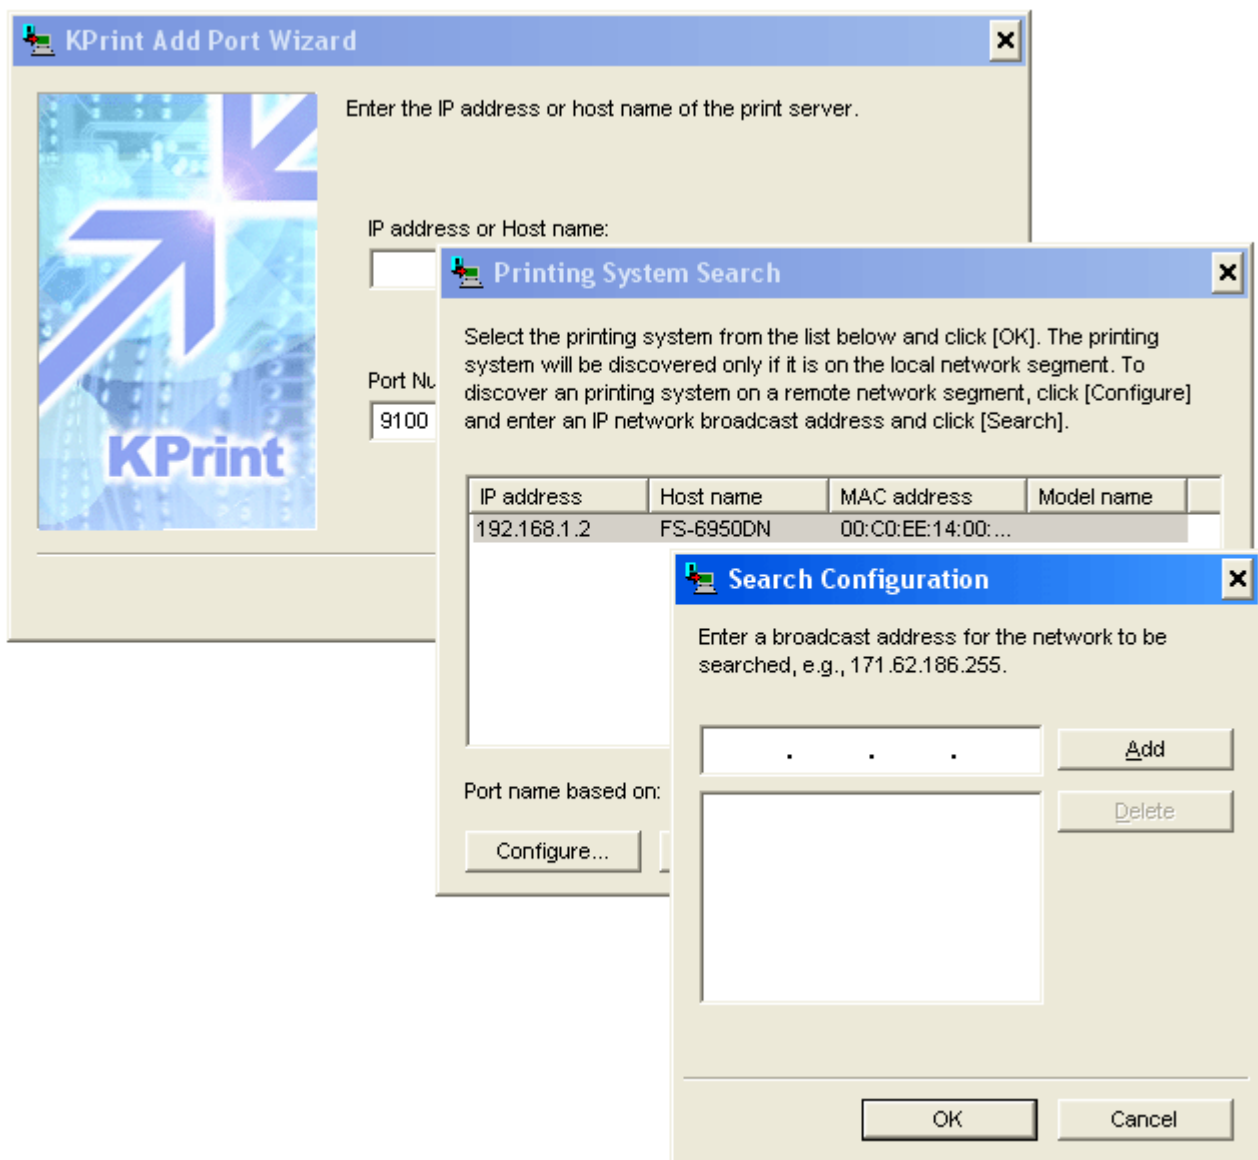 KPrint Add Port Wizard
Enter the IP address or host name of the print server.
IP address or Host name:
Port Nu
9100
KPrint
Printing System Search
Select the printing system from the list below and click [OK]. The printing
system will be discovered only if it is on the local network segment. To
discover an printing system on a remote network segment, click [Configure]
and enter an IP network broadcast address and click [Search].
IP address Host name MAC address Model name
192.168.1.2 FS-6950DN 00:C0:EE:14:00:...
Port name based on:
Configure...
Search Configuration
Enter a broadcast address for the network to be
searched, e.g., 171.62.186.255.
. . .
Add
Delete
OK Cancel